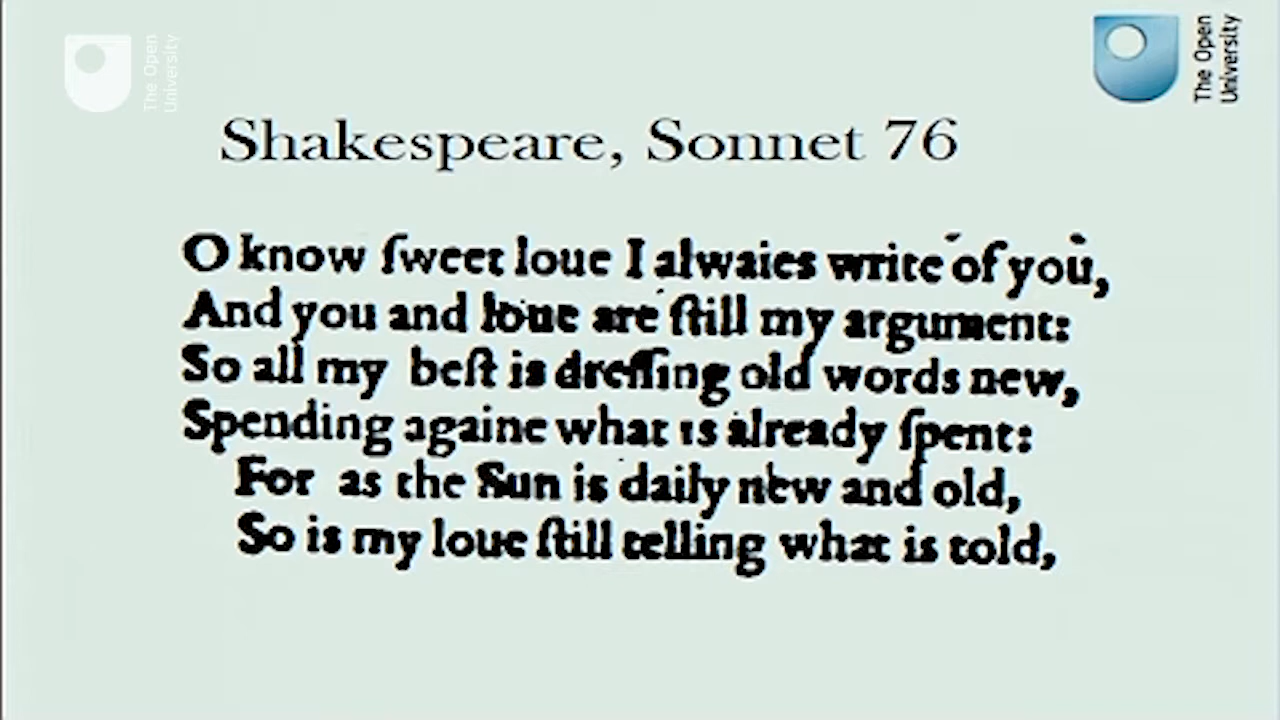 The Open
University
The Open
University
Shakespeare, Sonnet 76
O know ſweet loue I alwaies write of you,
And you and loue are ſtill my argument:
So all my beſt is dreſſing old words new,
Spending againe what is already ſpent:
For as the Sun is daily new and old,
So is my loue ſtill telling what is told,